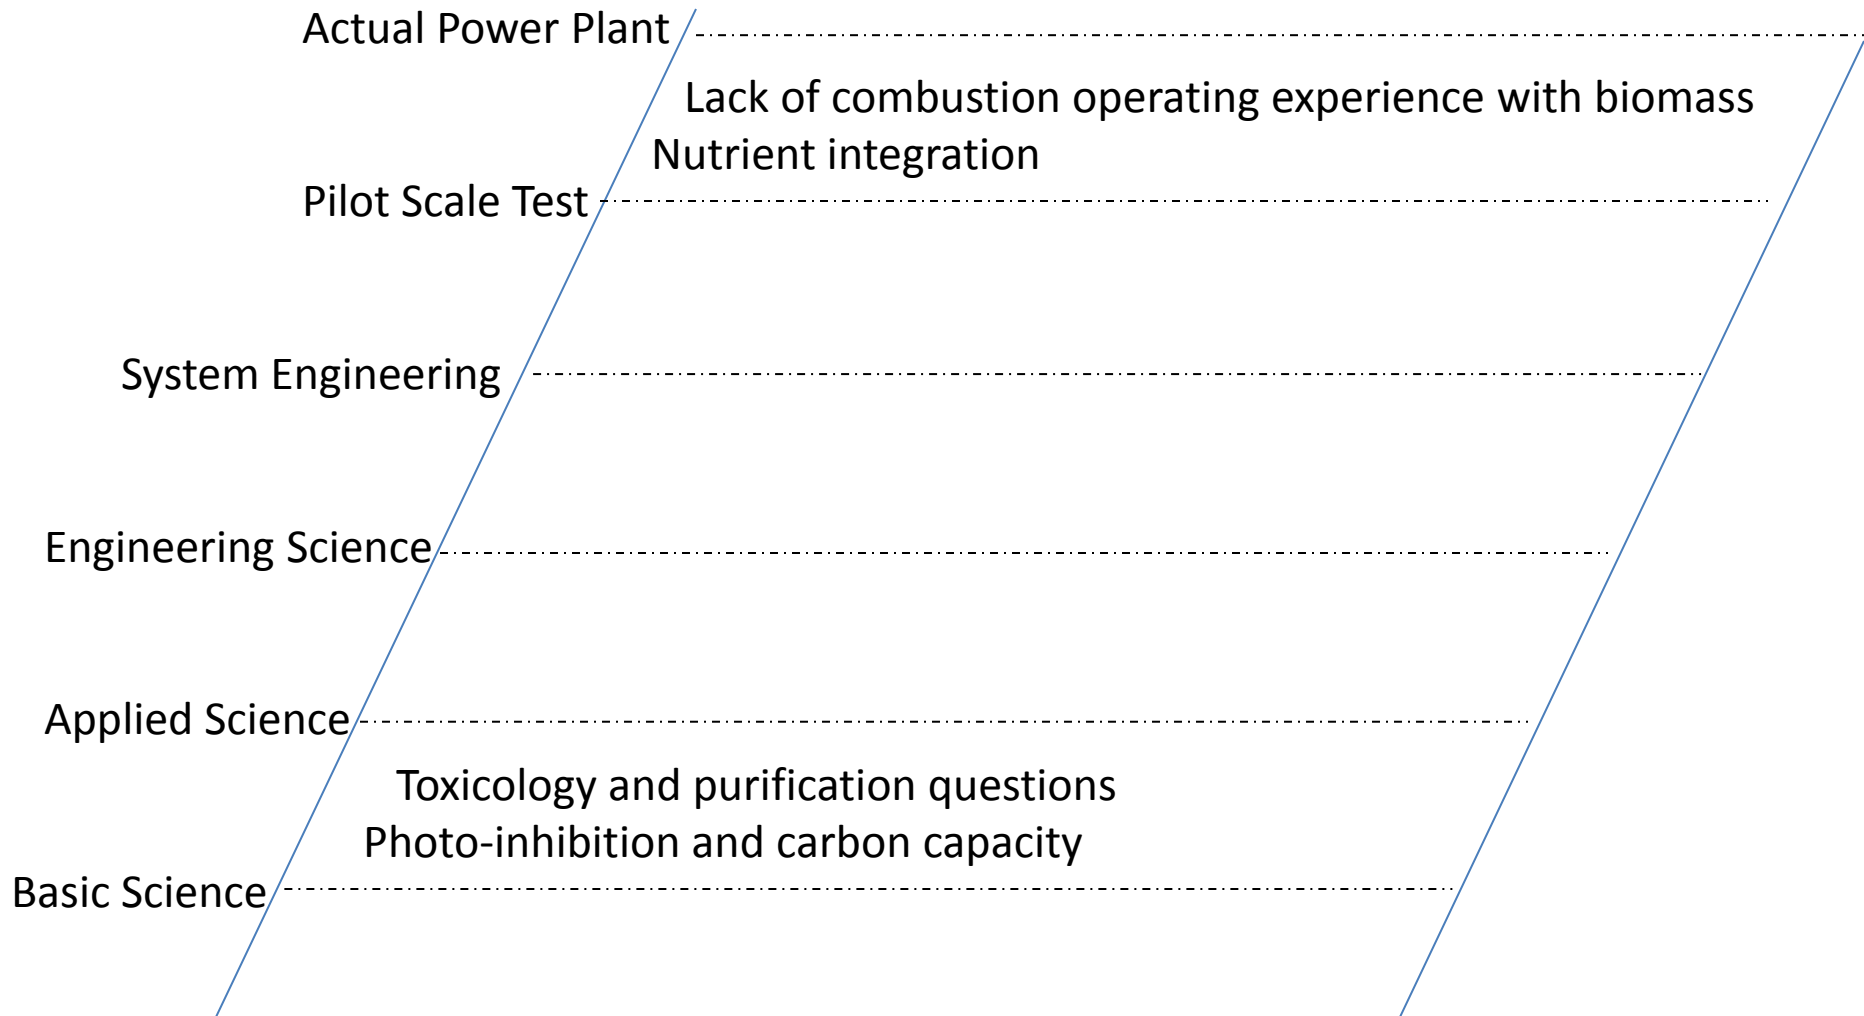 Actual Power Plant
Lack of combustion operating experience with biomass
Nutrient integration
Pilot Scale Test
System Engineering
Engineering Science
Applied Science
Toxicology and purification questions
Photo-inhibition and carbon capacity
Basic Science